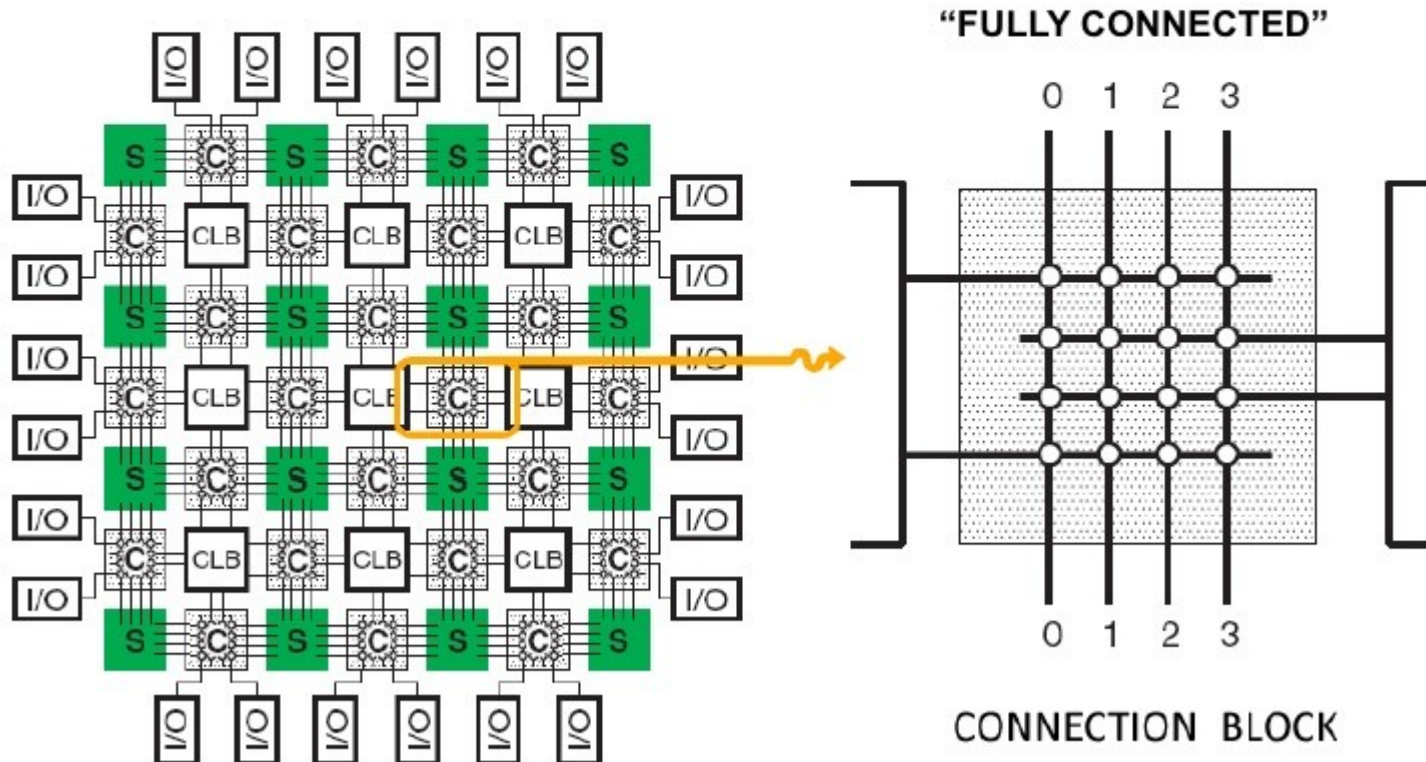 I/O I/O I/O I/O I/O I/O
S C S C S C S
I/O I/O
C CLB C CLB C CLB C
I/O I/O
S C S C S C S
I/O I/O
C CLB C CLB C CLB C
I/O I/O
S C S C S C S
I/O I/O
C CLB C CLB C CLB C
I/O I/O
S C S C S C S
I/O I/O I/O I/O I/O I/O
“FULLY CONNECTED”
0 1 2 3
0 1 2 3
CONNECTION BLOCK